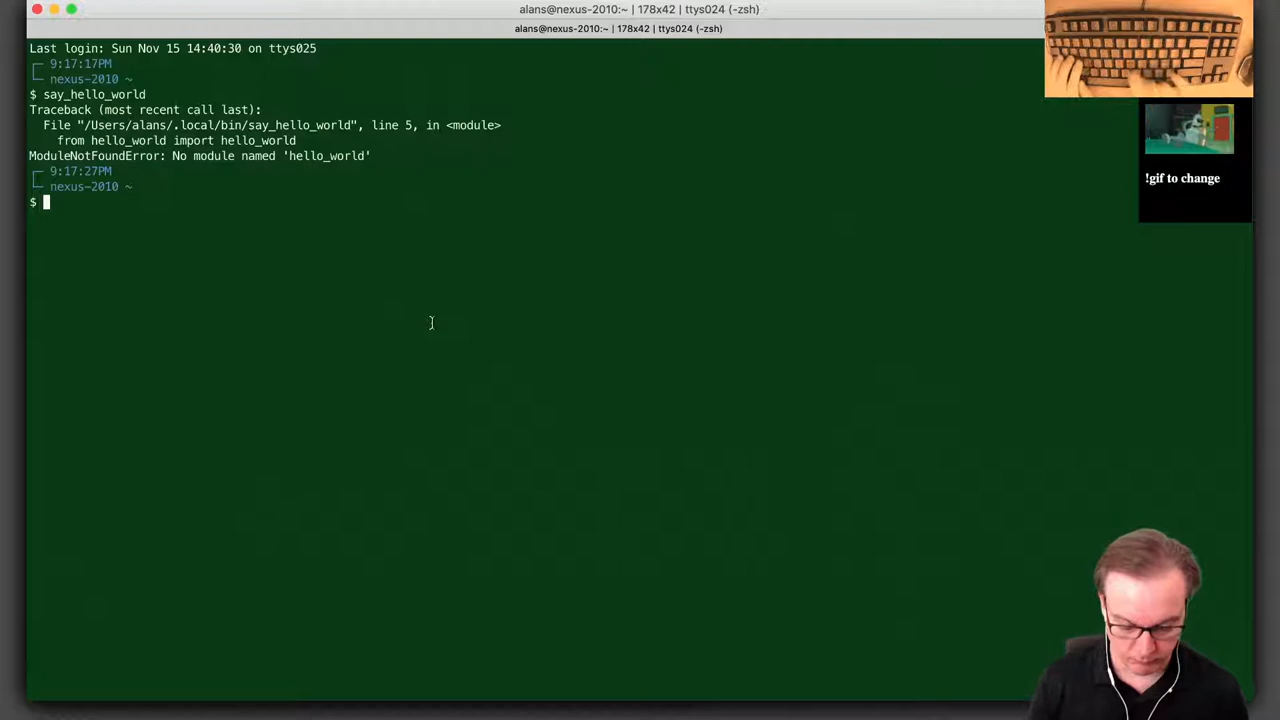 alans@nexus-2010:~ | 178x42 | ttys024 (-zsh)
alans@nexus-2010:~ | 178x42 | ttys024 (-zsh)
Last login: Sun Nov 15 14:40:30 on ttys025
9:17:17PM
nexus-2010 ~
$ say_hello_world
Traceback (most recent call last):
File "/Users/alans/.local/bin/say_hello_world", line 5, in <module>
from hello_world import hello_world
ModuleNotFoundError: No module named 'hello_world'
9:17:27PM
nexus-2010 ~
$
!gif to change